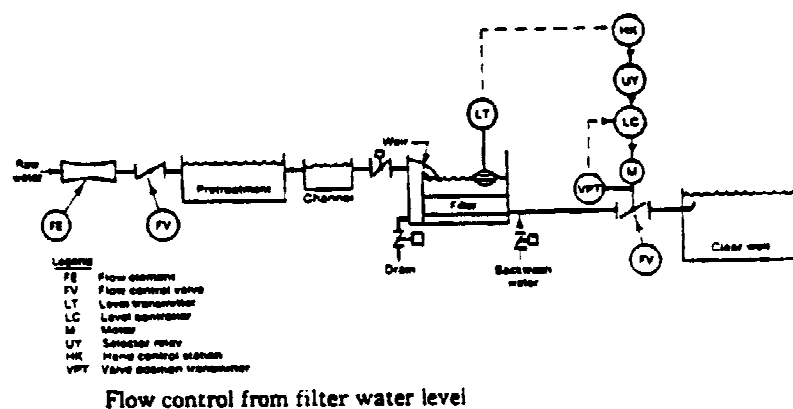 HK
UY
LT
LC
Weir
Raw
water
M
Pretreatment
Channel
VPT
Filter
FE
FV
Clear well
Drain
Backwash
water
FV
Legend
FE Flow element
FV Flow control valve
LT Level transmitter
LC Level controller
M Motor
UY Selector relay
HK Hand control station
VPT Valve position transmitter
Flow control from filter water level